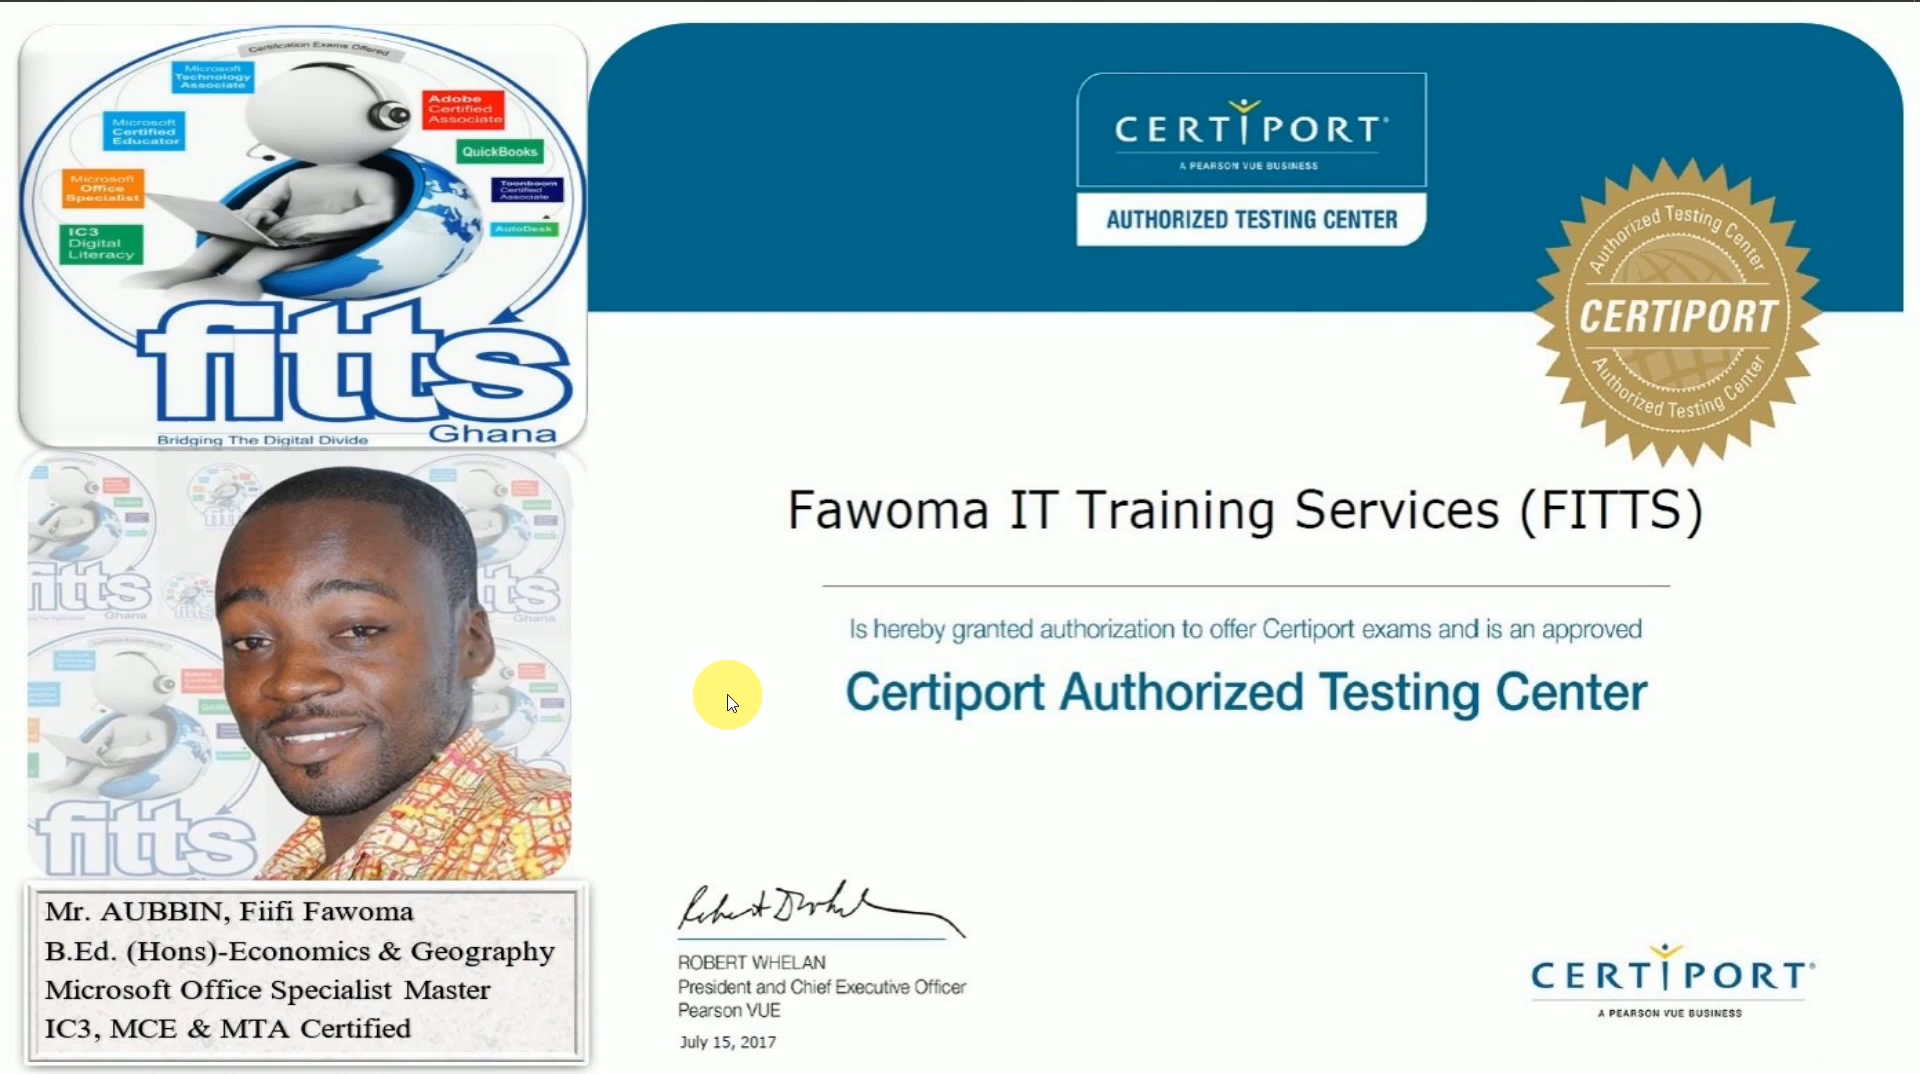 Certification Exams Offered
Microsoft
Technology
Associate
Adobe
Certified
Associate
Microsoft
Certified
Educator
QuickBooks
Microsoft
Office
Specialist
Toonboom
Certified
Associate
IC3
Digital
Literacy
AutoDesk
fitts
Ghana
Bridging The Digital Divide
CERTIPORT
A PEARSON VUE BUSINESS
AUTHORIZED TESTING CENTER
Authorized Testing Center
CERTIPORT
Authorized Testing Center
Fawoma IT Training Services (FITTS)
Is hereby granted authorization to offer Certiport exams and is an approved
Certiport Authorized Testing Center
fitts
Ghana
fitts
Ghana
fitts
Mr. AUBBIN, Fiifi Fawoma
B.Ed. (Hons)-Economics & Geography
Microsoft Office Specialist Master
IC3, MCE & MTA Certified
ROBERT WHELAN
President and Chief Executive Officer
Pearson VUE
July 15, 2017
CERTIPORT
A PEARSON VUE BUSINESS